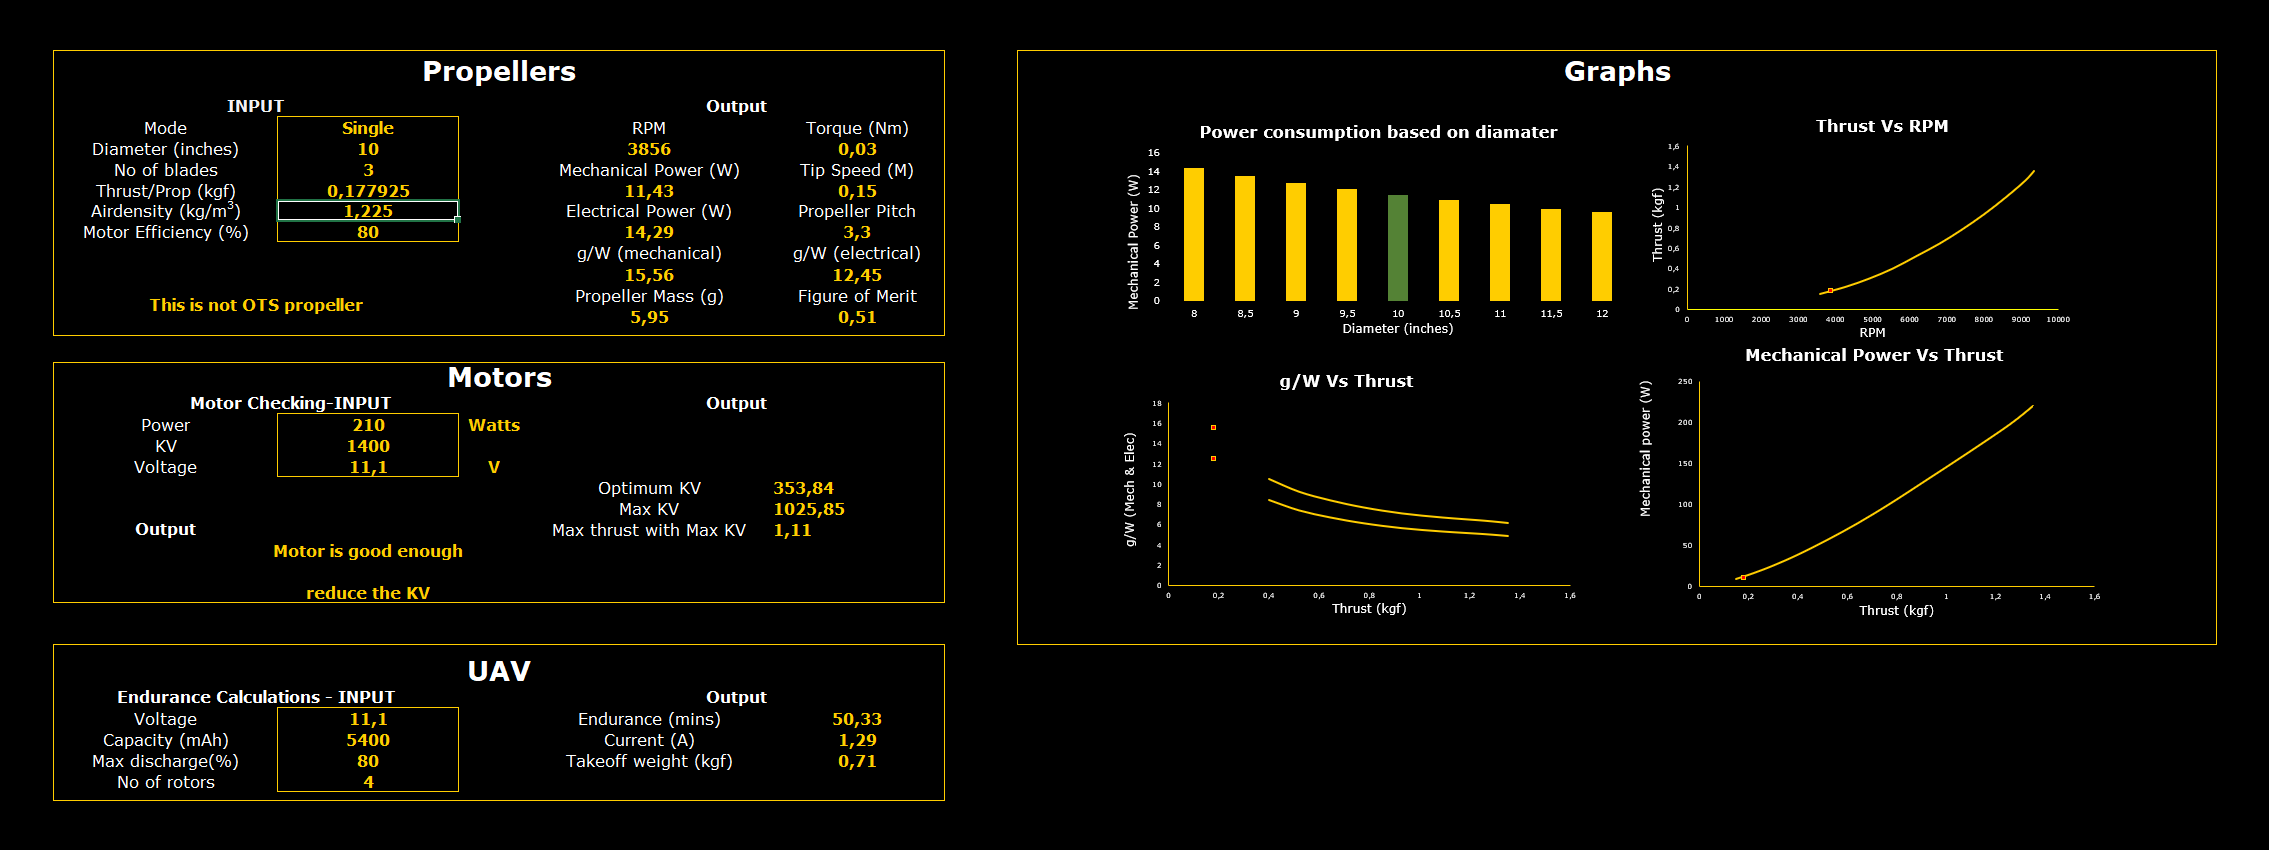 Propellers
INPUT
Mode Single
Diameter (inches) 10
No of blades 3
Thrust/Prop (kgf) 0,177925
Airdensity (kg/m³) 1,225
Motor Efficiency (%) 80
This is not OTS propeller
Output
RPM Torque (Nm)
3856 0,03
Mechanical Power (W) Tip Speed (M)
11,43 0,15
Electrical Power (W) Propeller Pitch
14,29 3,3
g/W (mechanical) g/W (electrical)
15,56 12,45
Propeller Mass (g) Figure of Merit
5,95 0,51
Motors
Motor Checking-INPUT
Power 210 Watts
KV 1400
Voltage 11,1 V
Output
Motor is good enough
reduce the KV
Output
Optimum KV 353,84
Max KV 1025,85
Max thrust with Max KV 1,11
UAV
Endurance Calculations - INPUT
Voltage 11,1
Capacity (mAh) 5400
Max discharge(%) 80
No of rotors 4
Output
Endurance (mins) 50,33
Current (A) 1,29
Takeoff weight (kgf) 0,71
Graphs
Power consumption based on diamater
Mechanical Power (W)
16
14
12
10
8
6
4
2
0
8 8,5 9 9,5 10 10,5 11 11,5 12
Diameter (inches)
Thrust Vs RPM
Thrust (kgf)
1,6
1,4
1,2
1
0,8
0,6
0,4
0,2
0
0 1000 2000 3000 4000 5000 6000 7000 8000 9000 10000
RPM
g/W Vs Thrust
g/W (Mech & Elec)
18
16
14
12
10
8
6
4
2
0
0 0,2 0,4 0,6 0,8 1 1,2 1,4 1,6
Thrust (kgf)
Mechanical Power Vs Thrust
Mechanical power (W)
250
200
150
100
50
0
0 0,2 0,4 0,6 0,8 1 1,2 1,4 1,6
Thrust (kgf)